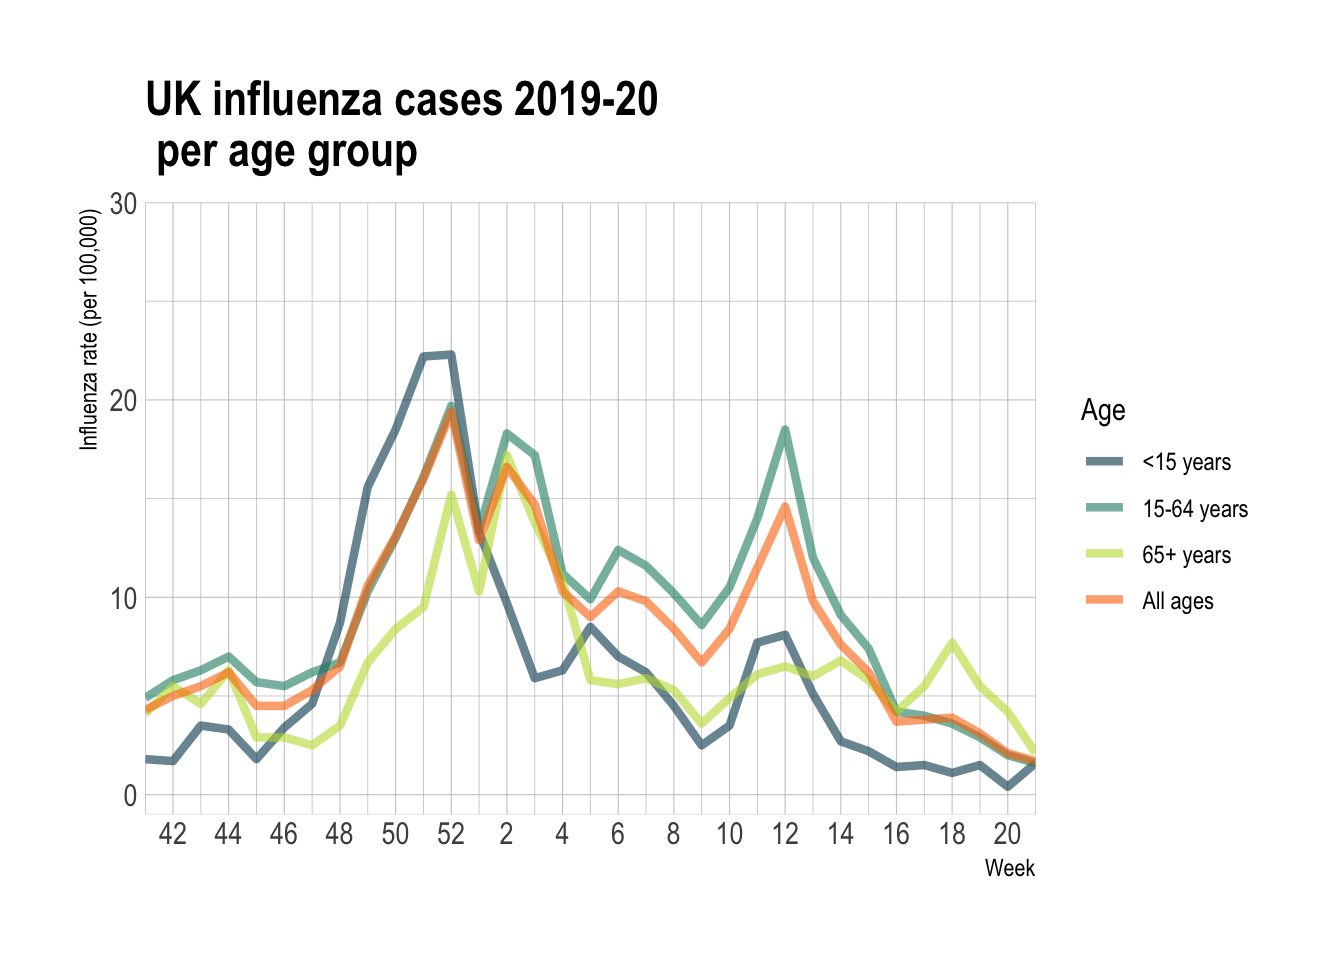 UK influenza cases 2019-20
per age group
Influenza rate (per 100,000)
30
20
10
0
42 44 46 48 50 52 2 4 6 8 10 12 14 16 18 20
Week
Age
<15 years
15-64 years
65+ years
All ages